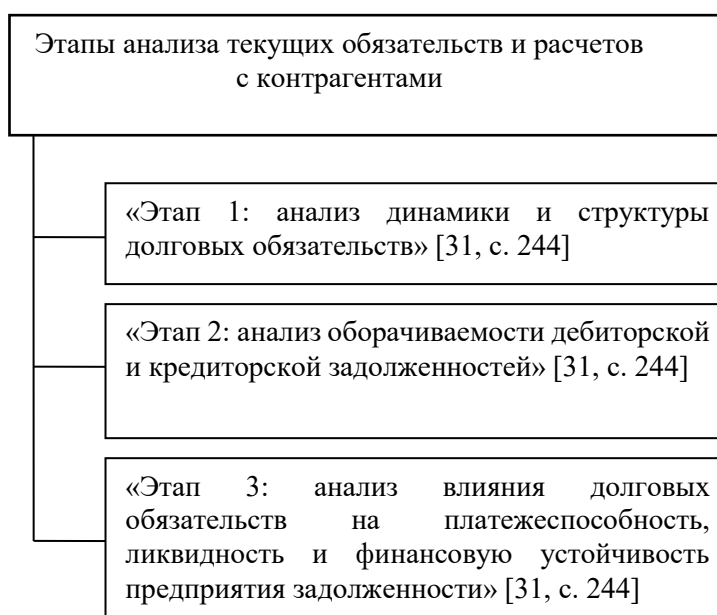 Этапы анализа текущих обязательств и расчетов
с контрагентами
«Этап 1: анализ динамики и структуры
долговых обязательств» [31, с. 244]
«Этап 2: анализ оборачиваемости дебиторской
и кредиторской задолженностей» [31, с. 244]
«Этап 3: анализ влияния долговых
обязательств на платежеспособность,
ликвидность и финансовую устойчивость
предприятия задолженности» [31, с. 244]